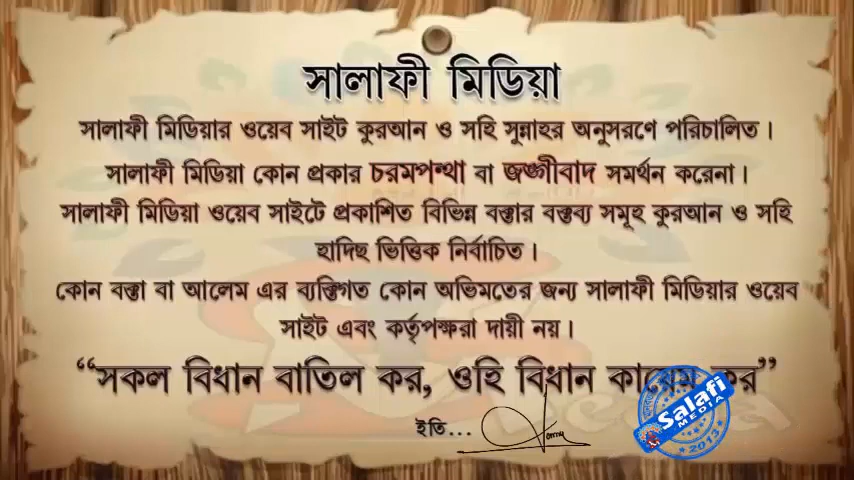 সালাফী মিডিয়া
সালাফী মিডিয়ার ওয়েব সাইট কুরআন ও সহি সুন্নাহর অনুসরণে পরিচালিত।
সালাফী মিডিয়া কোন প্রকার চরমপন্থা বা জঙ্গীবাদ সমর্থন করেনা।
সালাফী মিডিয়া ওয়েব সাইটে প্রকাশিত বিভিন্ন বক্তার বক্তব্য সমূহ কুরআন ও সহি
হাদিছ ভিত্তিক নির্বাচিত।
কোন বক্তা বা আলেম এর ব্যক্তিগত কোন অভিমতের জন্য সালাফী মিডিয়ার ওয়েব
সাইট এবং কর্তৃপক্ষরা দায়ী নয়।
“সকল বিধান বাতিল কর, ওহি বিধান কায়েম কর”
ইতি...
Salafi
MEDIA
2013